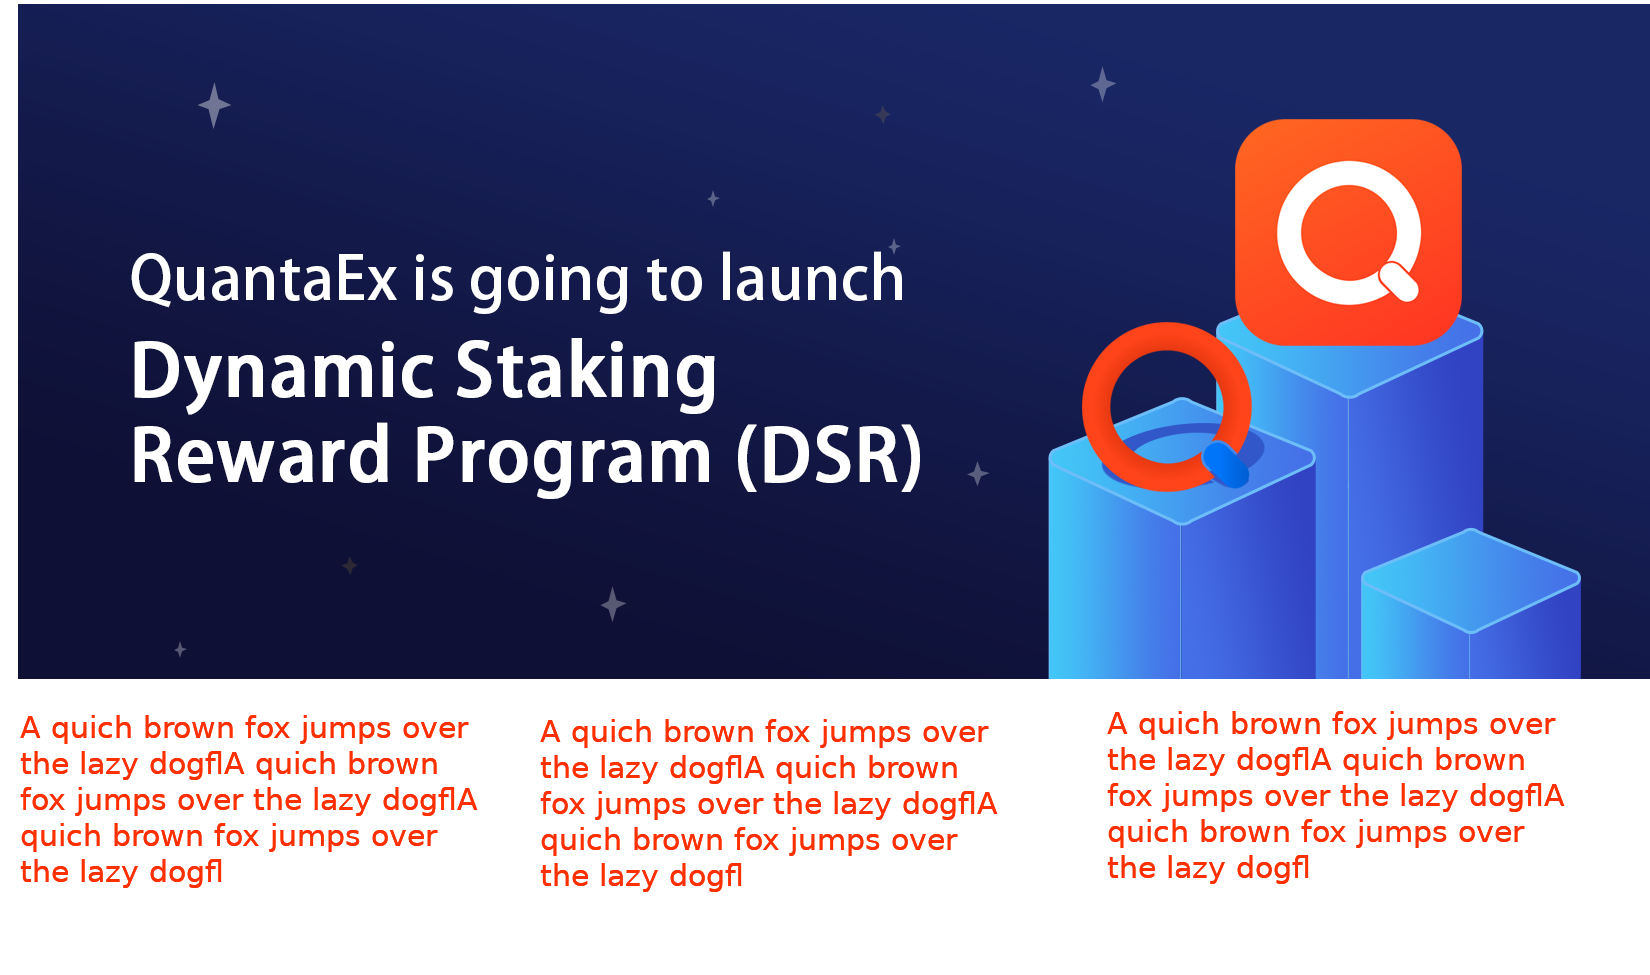 QuantaEx is going to launch
Dynamic Staking
Reward Program (DSR)
A quich brown fox jumps over
the lazy dogflA quich brown
fox jumps over the lazy dogflA
quich brown fox jumps over
the lazy dogfl
A quich brown fox jumps over
the lazy dogflA quich brown
fox jumps over the lazy dogflA
quich brown fox jumps over
the lazy dogfl
A quich brown fox jumps over
the lazy dogflA quich brown
fox jumps over the lazy dogflA
quich brown fox jumps over
the lazy dogfl